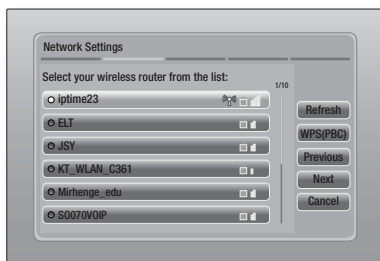 Network Settings
Select your wireless router from the list:
1/10
iptime23
ELT
JSY
KT_WLAN_C361
Mirhenge_edu
SO070VOIP
Refresh
WPS(PBC)
Previous
Next
Cancel